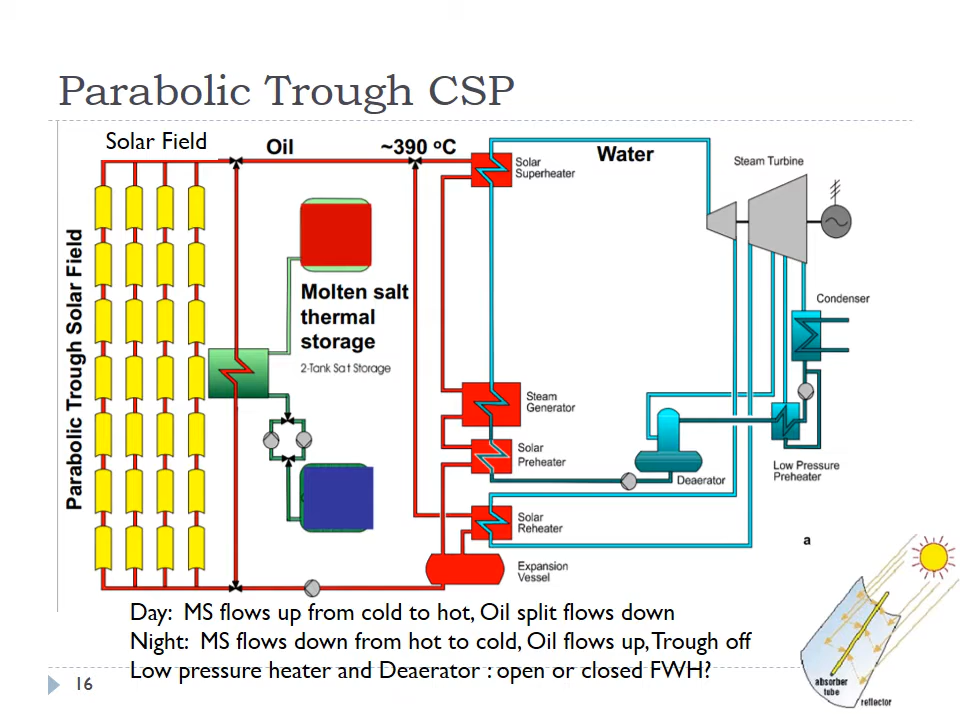 Parabolic Trough CSP
Solar Field
Oil
~390 ºC
Water
Solar
Superheater
Steam Turbine
Parabolic Trough Solar Field
Molten salt
thermal
storage
2-Tank Sa t Storage
Condenser
Steam
Generator
Solar
Preheater
Deaerator
Low Pressure
Preheater
Solar
Reheater
a
Expansion
Vessel
Day: MS flows up from cold to hot, Oil split flows down
Night: MS flows down from hot to cold, Oil flows up, Trough off
Low pressure heater and Deaerator : open or closed FWH?
absorber
tube
reflector
16